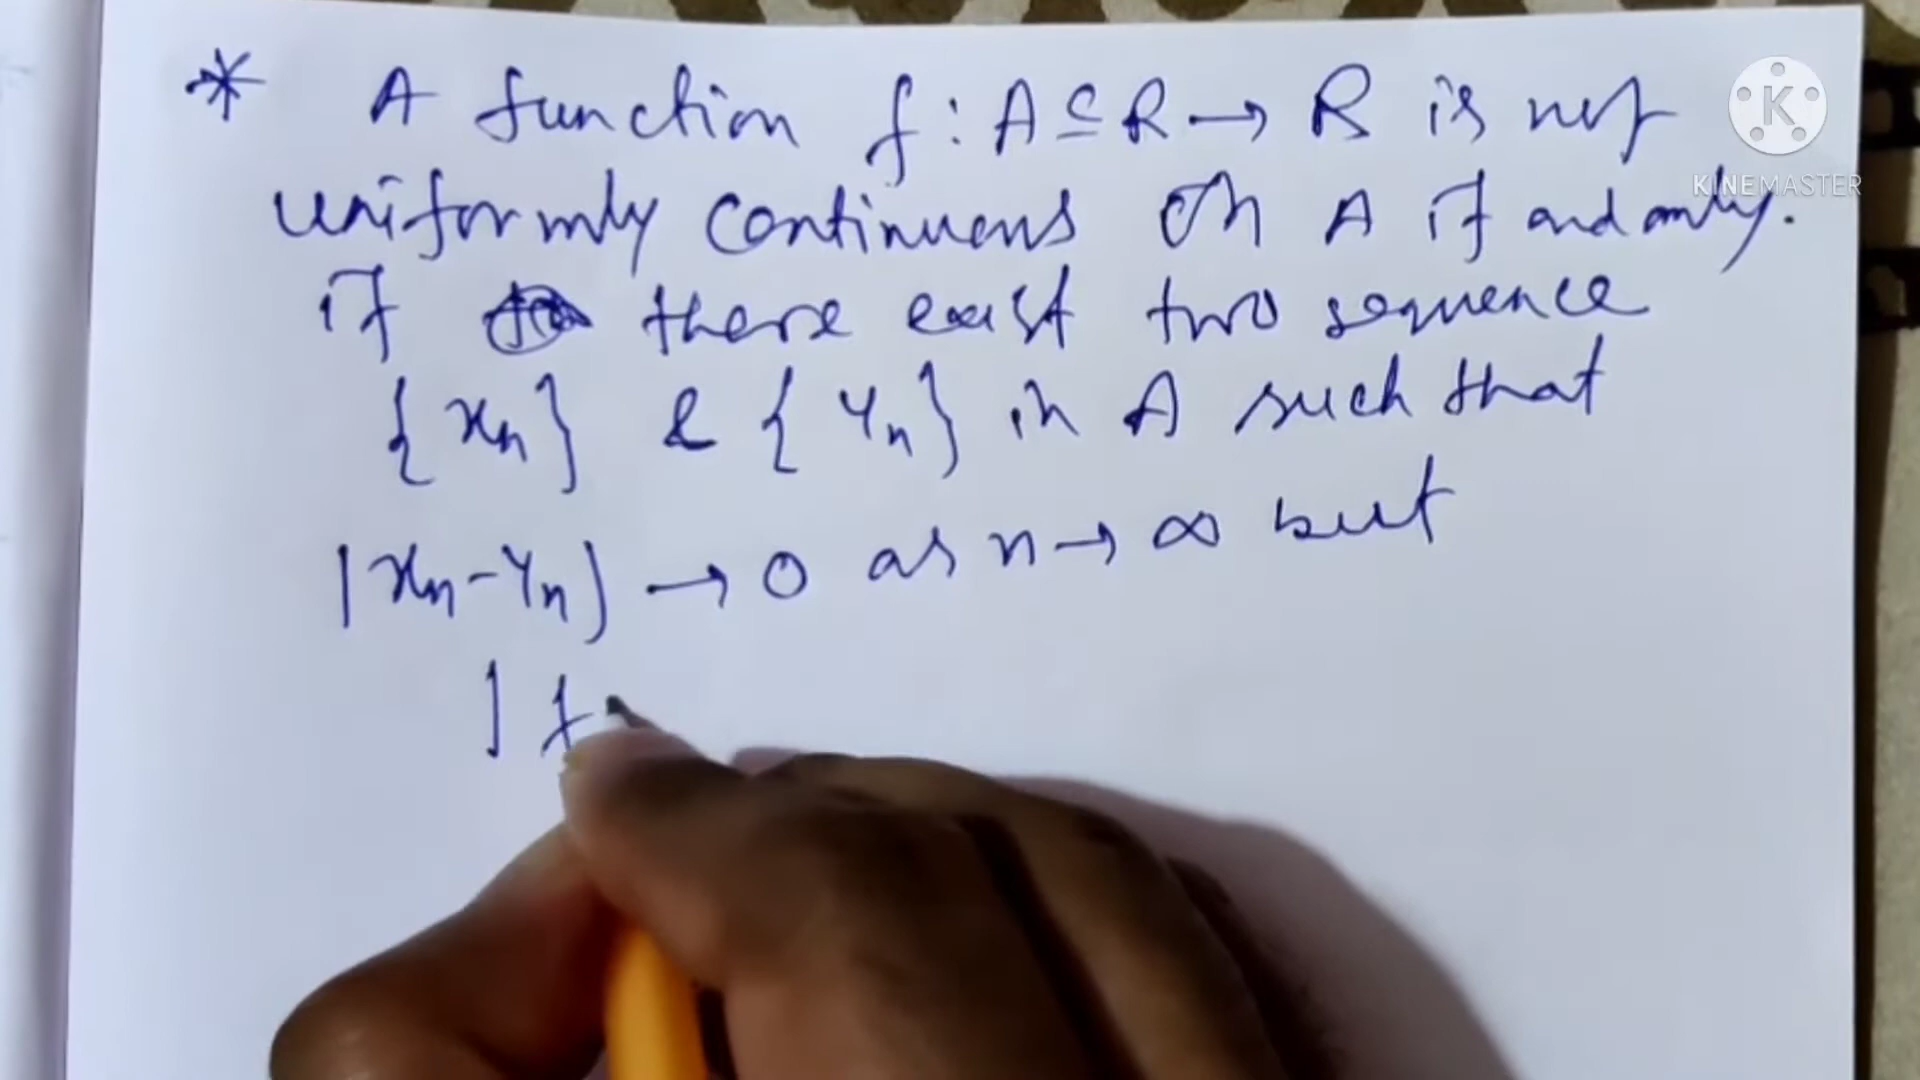 * A function f : A ⊆ R → R is not
uniformly continuous on A if and only
if there exist two sequence
{xn} & {yn} in A such that
|xn - yn| → 0 as n → ∞ but
| f
K
KINEMASTER